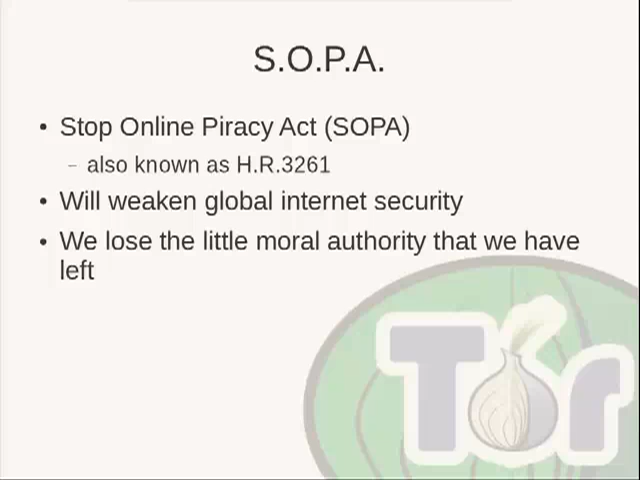 S.O.P.A.
• Stop Online Piracy Act (SOPA)
– also known as H.R.3261
• Will weaken global internet security
• We lose the little moral authority that we have
left
Tor